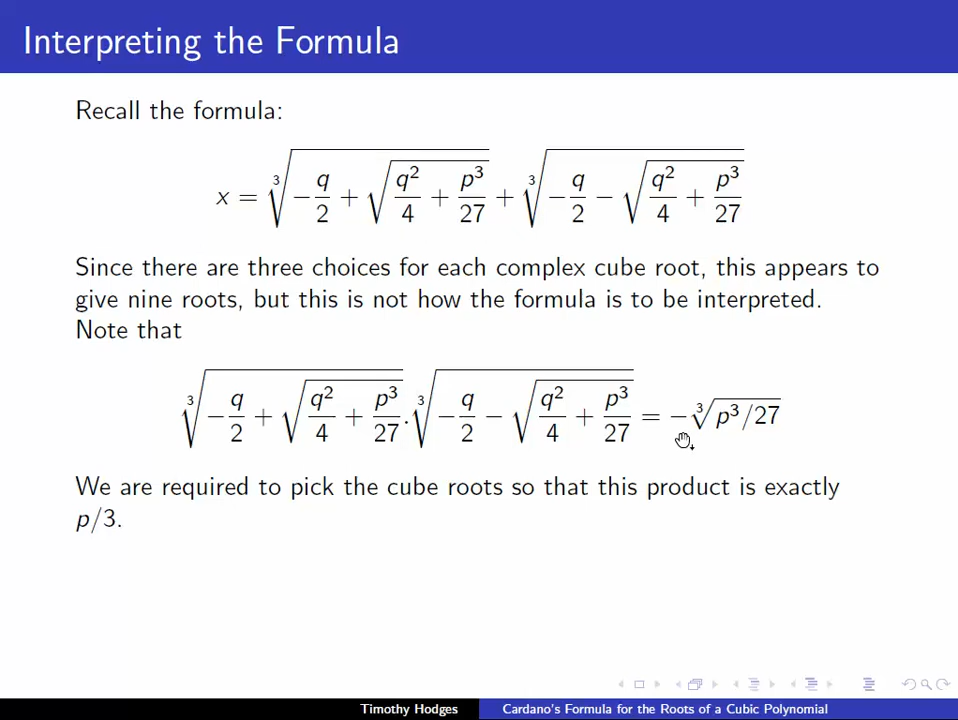 Interpreting the Formula
Recall the formula:
x = ∛(−q/2 + √(q²/4 + p³/27)) + ∛(−q/2 − √(q²/4 + p³/27))
Since there are three choices for each complex cube root, this appears to
give nine roots, but this is not how the formula is to be interpreted.
Note that
∛(−q/2 + √(q²/4 + p³/27)) . ∛(−q/2 − √(q²/4 + p³/27)) = −∛(p³/27)
We are required to pick the cube roots so that this product is exactly
p/3.
Timothy Hodges
Cardano's Formula for the Roots of a Cubic Polynomial